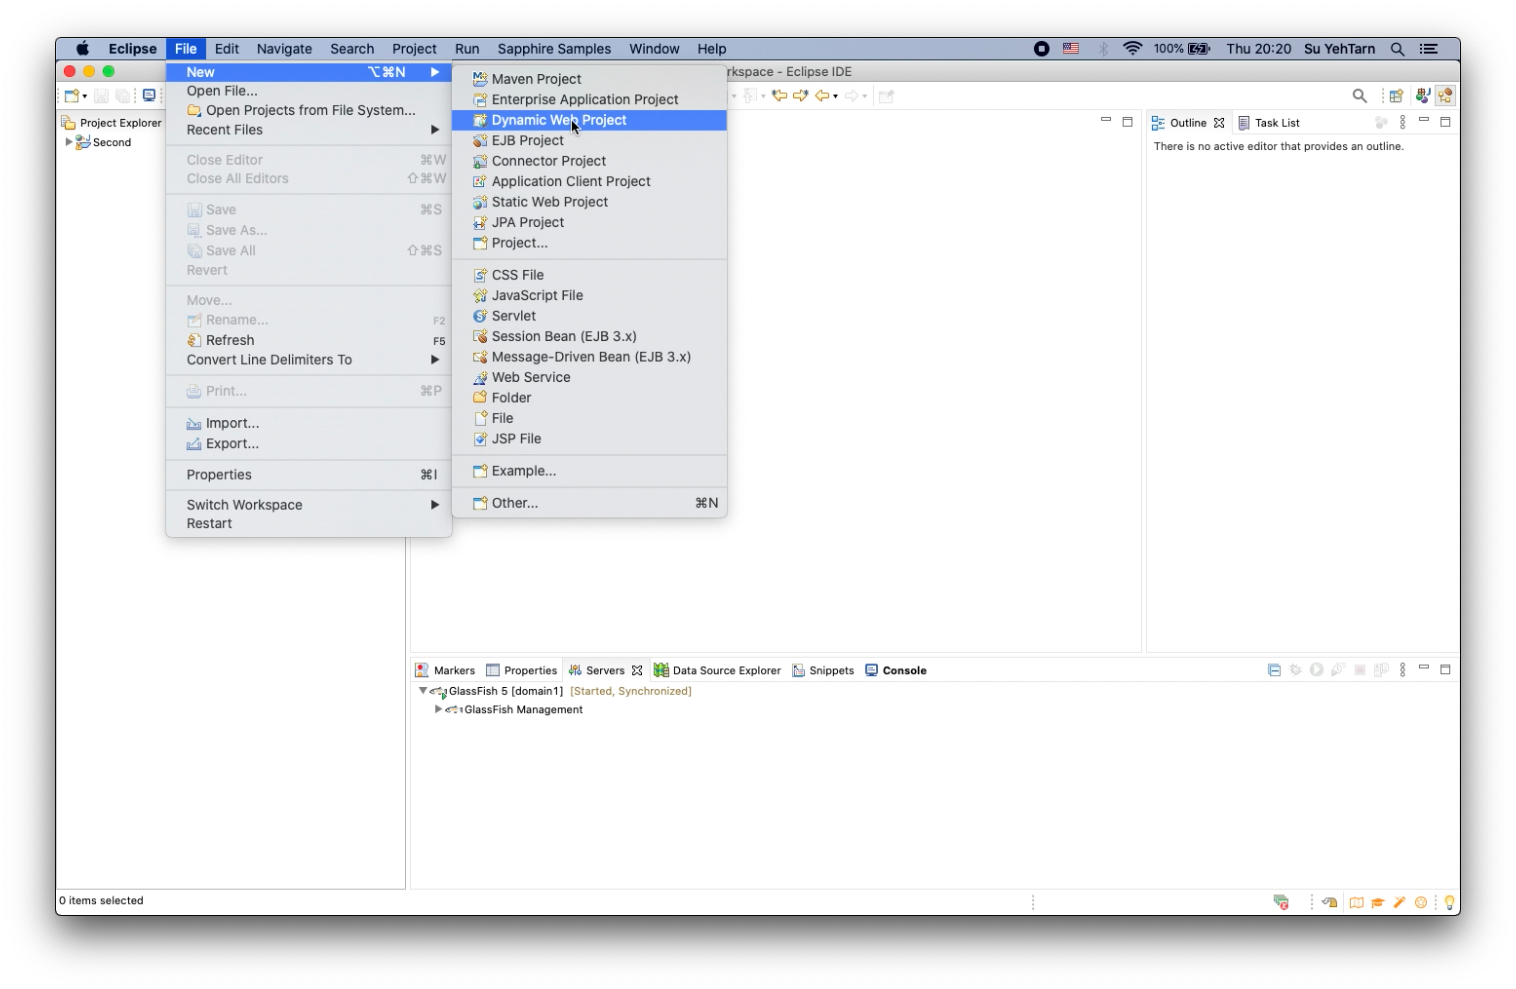 Eclipse File Edit Navigate Search Project Run Sapphire Samples Window Help 100% Thu 20:20 Su YehTarn
rkspace - Eclipse IDE
New ⌥⌘N
Open File...
Open Projects from File System...
Recent Files
Close Editor ⌘W
Close All Editors ⇧⌘W
Save ⌘S
Save As...
Save All ⇧⌘S
Revert
Move...
Rename... F2
Refresh F5
Convert Line Delimiters To
Print... ⌘P
Import...
Export...
Properties ⌘I
Switch Workspace
Restart
Maven Project
Enterprise Application Project
Dynamic Web Project
EJB Project
Connector Project
Application Client Project
Static Web Project
JPA Project
Project...
CSS File
JavaScript File
Servlet
Session Bean (EJB 3.x)
Message-Driven Bean (EJB 3.x)
Web Service
Folder
File
JSP File
Example...
Other... ⌘N
Project Explorer
Second
Outline Task List
There is no active editor that provides an outline.
Markers Properties Servers Data Source Explorer Snippets Console
GlassFish 5 [domain1] [Started, Synchronized]
GlassFish Management
0 items selected